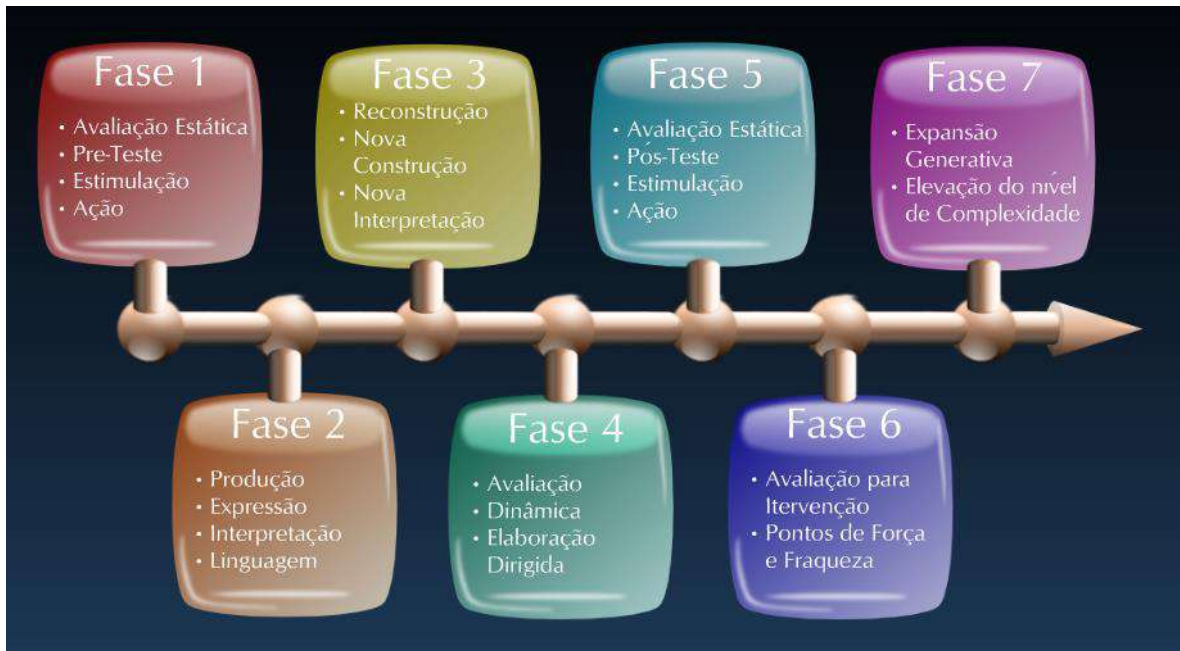 Fase 1
• Avaliação Estática
• Pre-Teste
• Estimulação
• Ação
Fase 2
• Produção
• Expressão
• Interpretação
• Linguagem
Fase 3
• Reconstrução
• Nova
Construção
• Nova
Interpretação
Fase 4
• Avaliação
• Dinâmica
• Elaboração
Dirigida
Fase 5
• Avaliação Estática
• Pós-Teste
• Estimulação
• Ação
Fase 6
• Avaliação para
Itervenção
• Pontos de Força
e Fraqueza
Fase 7
• Expansão
Generativa
• Elevação do nível
de Complexidade